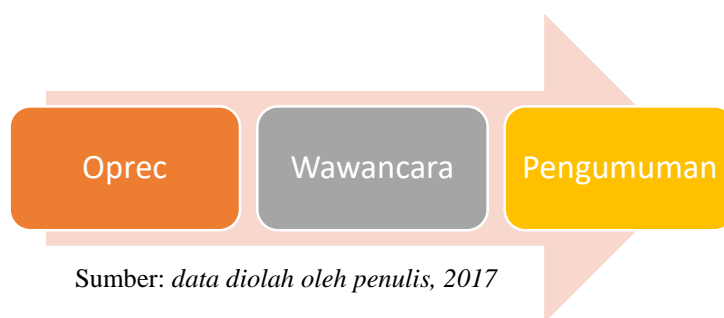 Oprec
Wawancara
Pengumuman
Sumber: data diolah oleh penulis, 2017